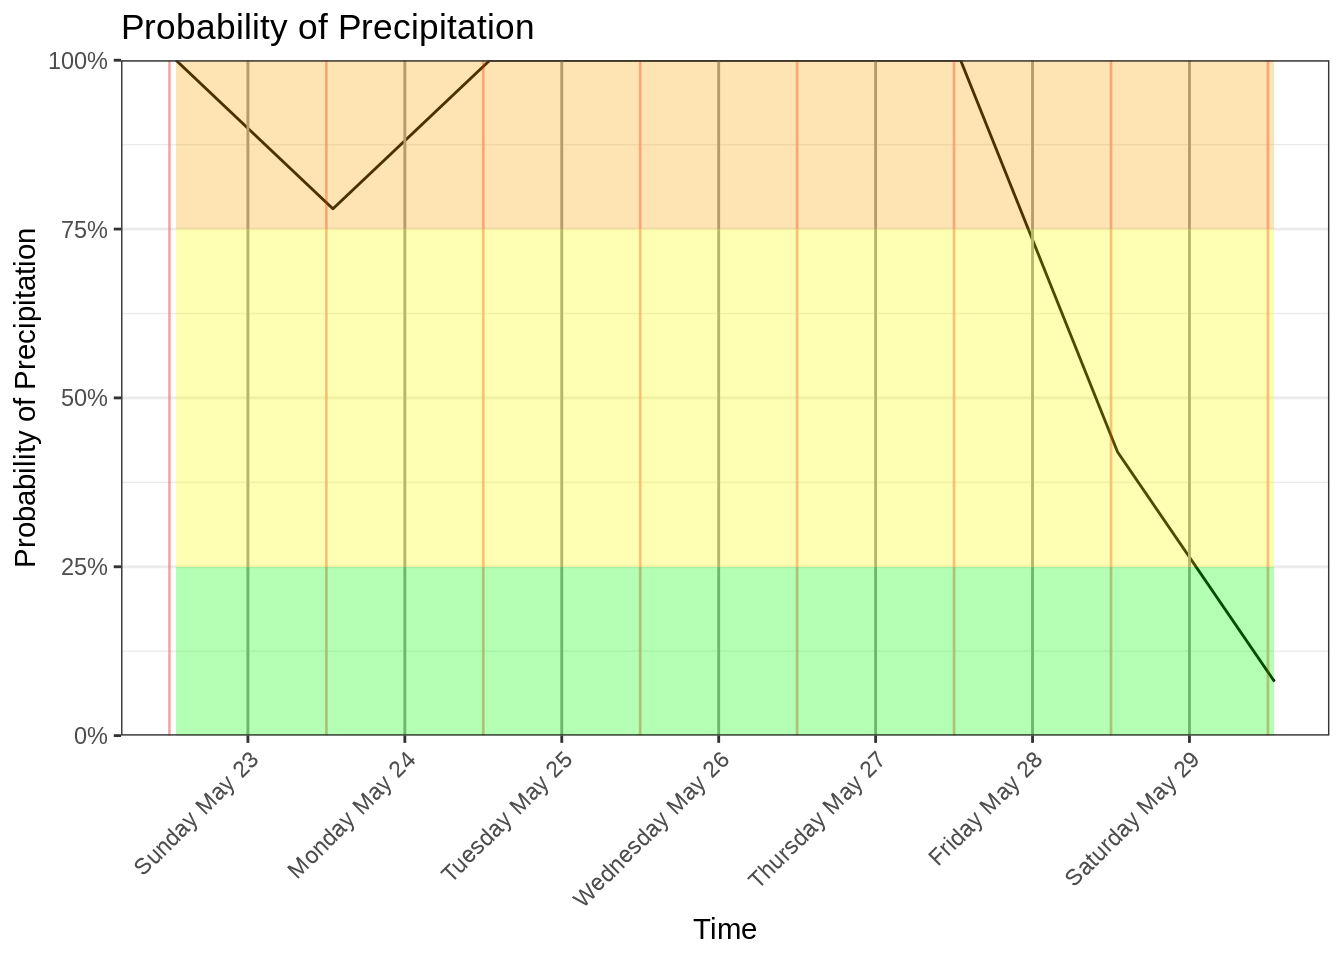 Probability of Precipitation
Probability of Precipitation
100%
75%
50%
25%
0%
Sunday May 23
Monday May 24
Tuesday May 25
Wednesday May 26
Thursday May 27
Friday May 28
Saturday May 29
Time